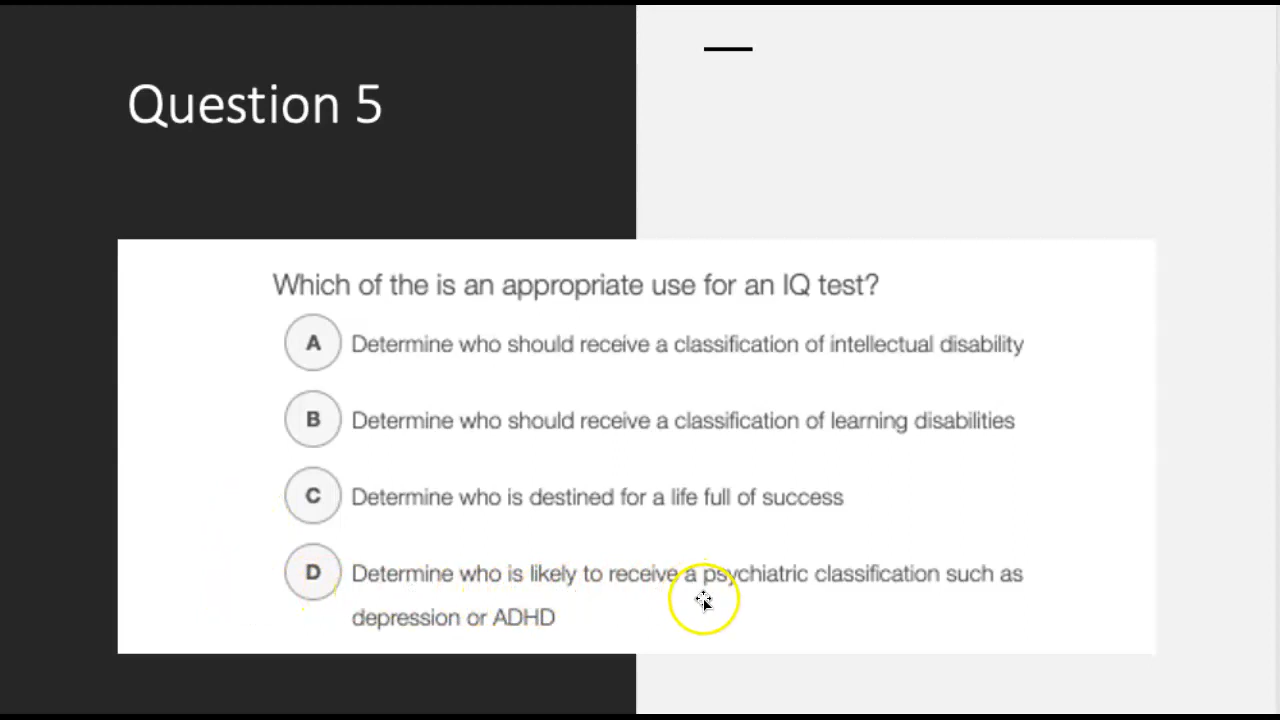 Question 5
Which of the is an appropriate use for an IQ test?
A Determine who should receive a classification of intellectual disability
B Determine who should receive a classification of learning disabilities
C Determine who is destined for a life full of success
D Determine who is likely to receive a psychiatric classification such as
depression or ADHD